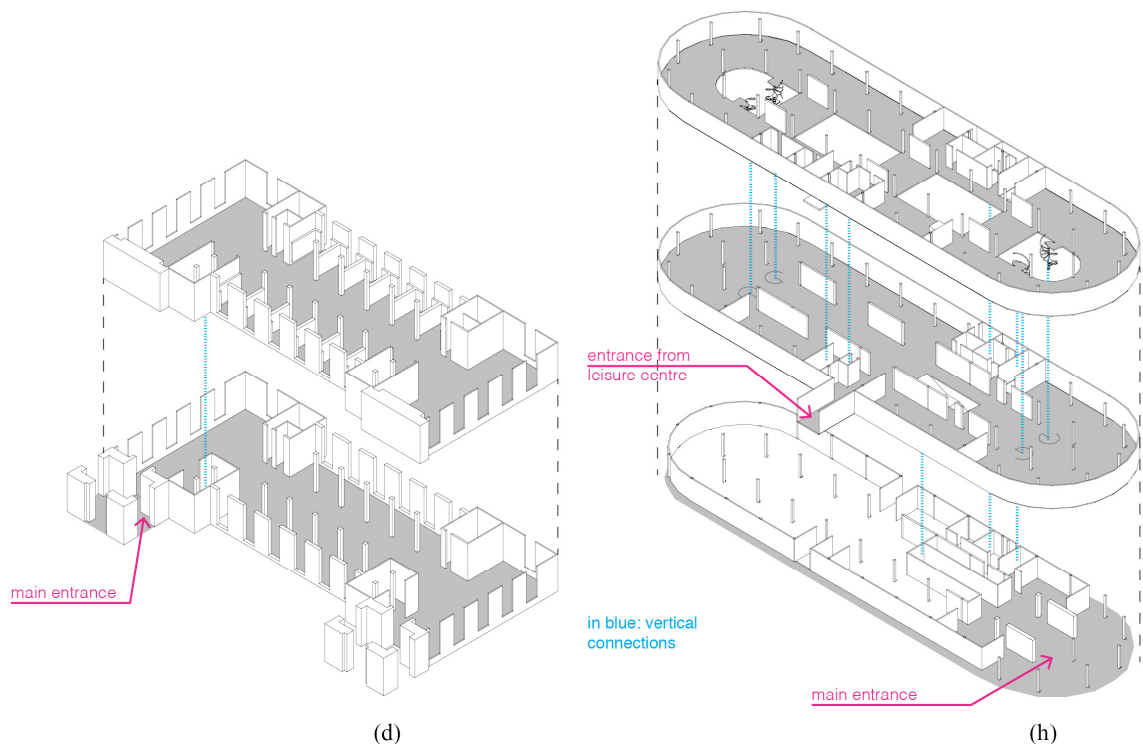 entrance from
leisure centre
main entrance
in blue: vertical
connections
main entrance
(d)
(h)